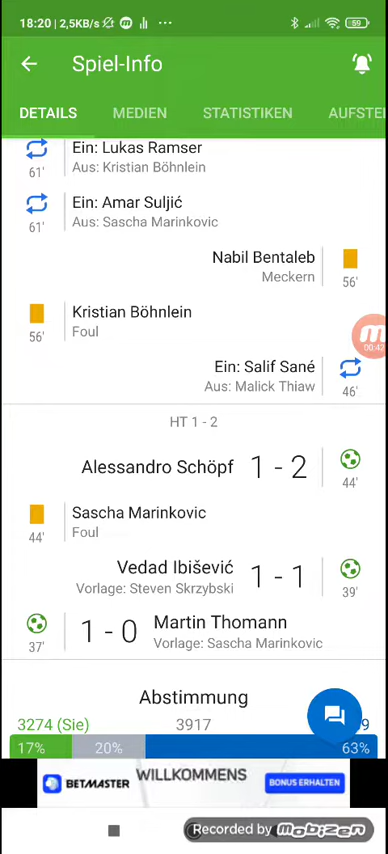 18:20 | 2,5KB/s ... 59
Spiel-Info
DETAILS MEDIEN STATISTIKEN AUFSTE
61' Ein: Lukas Ramser
Aus: Kristian Böhnlein
61' Ein: Amar Suljić
Aus: Sascha Marinkovic
Nabil Bentaleb
Meckern 56'
Kristian Böhnlein
56' Foul
00:42
Ein: Salif Sané
Aus: Malick Thiaw 46'
HT 1 - 2
Alessandro Schöpf 1 - 2 44'
Sascha Marinkovic
44' Foul
Vedad Ibišević 1 - 1
Vorlage: Steven Skrzybski 39'
1 - 0 Martin Thomann
37' Vorlage: Sascha Marinkovic
Abstimmung
3274 (Sie) 3917 9
17% 20% 63%
BETMASTER WILLKOMMENS BONUS ERHALTEN
Recorded by mobizen